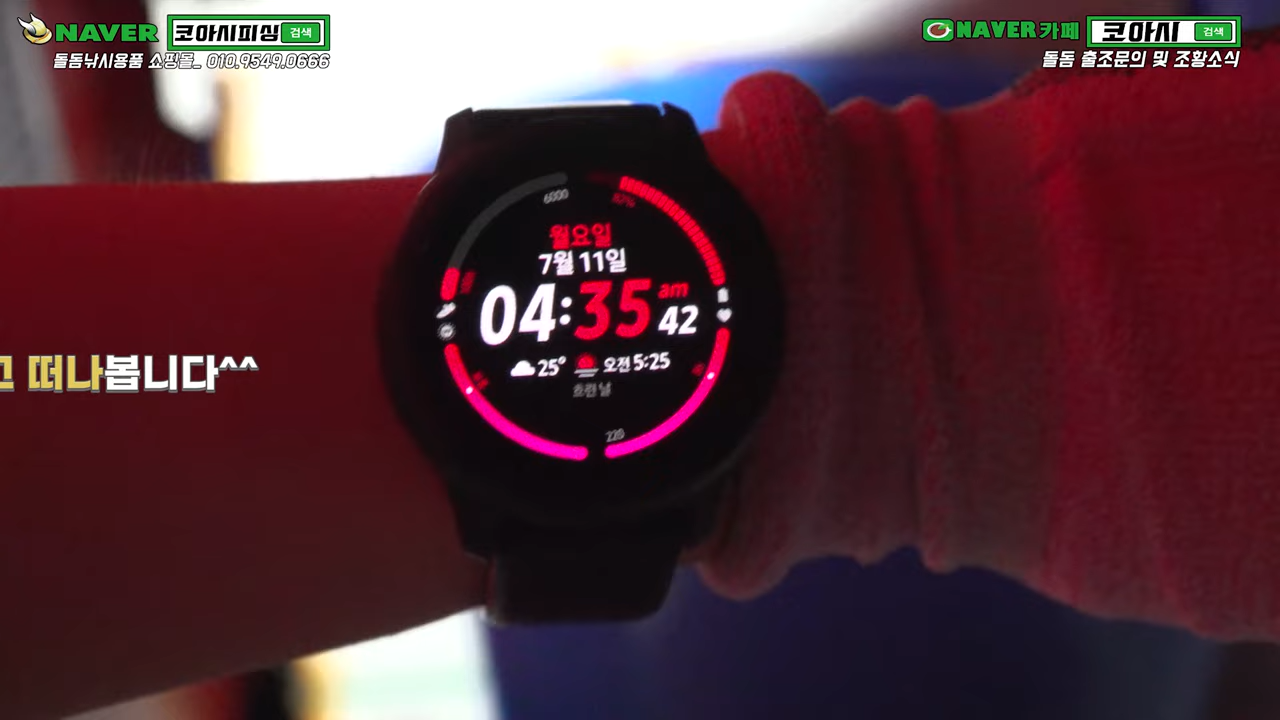 NAVER 코아시피싱 검색
돌돔낚시용품 쇼핑몰_ 010.9549.0666
NAVER 카페 코아시 검색
돌돔 출조문의 및 조황소식
6000
월요일
7월 11일
04:35 am 42
25° 오전 5:25
흐린 날
220
고 떠나봅니다^^